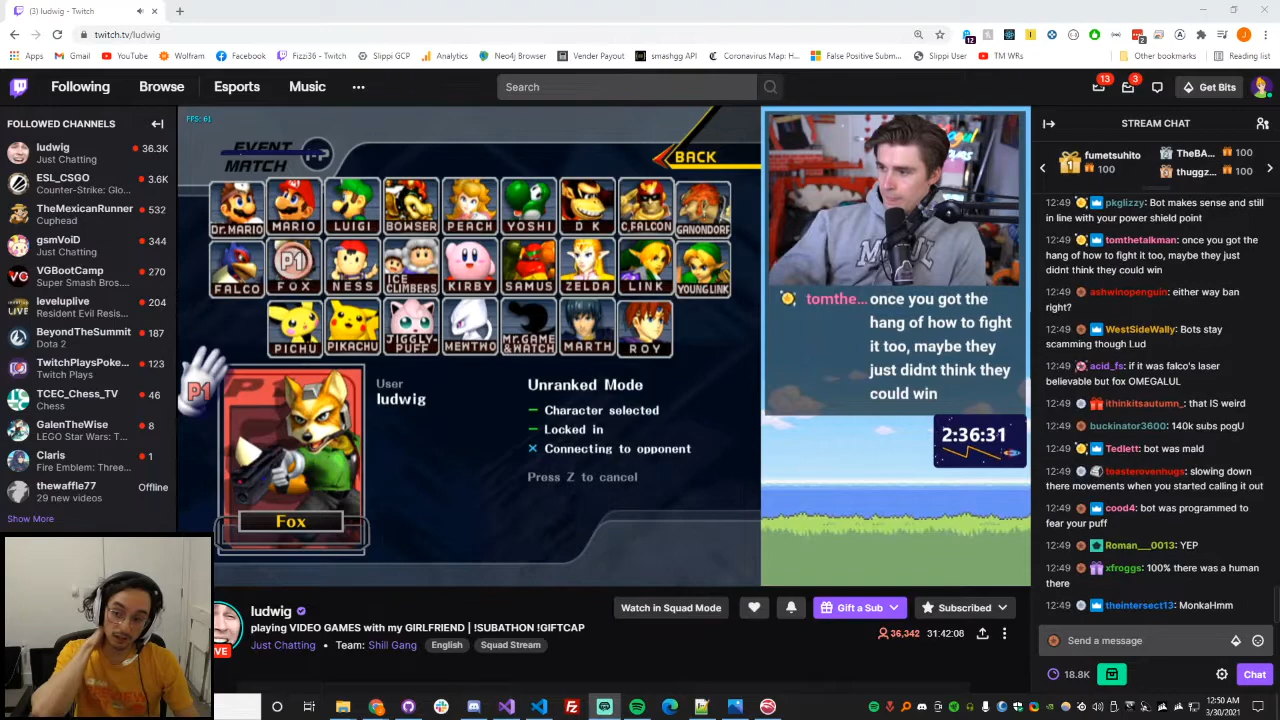 (3) ludwig - Twitch
twitch.tv/ludwig
Apps
Gmail
YouTube
Wolfram
Facebook
Fizzi36 - Twitch
Slippi GCP
Analytics
Neo4j Browser
Vendor Payout
smashgg API
Coronavirus Map: H...
False Positive Sum...
Slippi User
TM WRs
Other bookmarks
Reading list
Following
Browse
Esports
Music
Search
13
3
Get Bits
FOLLOWED CHANNELS
ludwig
36.3K
Just Chatting
ESL_CSGO
3.6K
Counter-Strike: Glo...
TheMexicanRunner
532
Cuphead
gsmVoiD
344
Just Chatting
VGBootCamp
270
Super Smash Bros....
leveluplive
204
Resident Evil Resis...
BeyondTheSummit
187
Dota 2
TwitchPlaysPoke...
123
Twitch Plays
TCEC_Chess_TV
46
Chess
GalenTheWise
8
LEGO Star Wars: T...
Claris
1
Fire Emblem: Three...
thewaffle77
Offline
29 new videos
Show More
FPS: 61
EVENT
MATCH
1-P
BACK
DR.MARIO
MARIO
LUIGI
BOWSER
PEACH
YOSHI
D K
C.FALCON
GANONDORF
FALCO
FOX
P1
NESS
ICE
CLIMBERS
KIRBY
SAMUS
ZELDA
LINK
YOUNG LINK
PICHU
PIKACHU
JIGGLY-
PUFF
MEWTWO
Mr.GAME
&WATCH
MARTH
ROY
P1
P1
Fox
User
ludwig
Unranked Mode
Character selected
Locked in
Connecting to opponent
Press Z to cancel
tomthe... once you got the
hang of how to fight
it too, maybe they
just didnt think they
could win
2:36:31
STREAM CHAT
1
fumetsuhito
TheBA...
100
thuggz...
100
12:49 pkglizzy: Bot makes sense and still
in line with your power shield
point
12:49 tomthetalkman: once you got the
hang of how to fight it too, maybe they
just didnt think they could win
12:49 ashwinopenguin: either way ban
right?
12:49 WestSideWally: Bots stay
scamming though Lud
12:49 acid_fs: if it was falco's laser
believable but fox OMEGALUL
12:49 ithinkitsautumn_: that IS weird
12:49 buckinator3600: 140k subs pogU
12:49 Tedlett: bot was mald
12:49 toasterovenhugs: slowing down
there movements when you started calling it out
12:49 cood4: bot was programmed to
fear your puff
12:49 Roman___0013: YEP
12:49 xfroggs: 100% there was a human
there
12:49 theintersect13: MonkaHmm
Send a message
18.8K
Chat
LIVE
ludwig
playing VIDEO GAMES with my GIRLFRIEND | !SUBATHON !GIFTCAP
Just Chatting
Team: Shill Gang
English
Squad Stream
Watch in Squad Mode
Gift a Sub
Subscribed
36,342
31:42:08
12:50 AM
3/30/2021